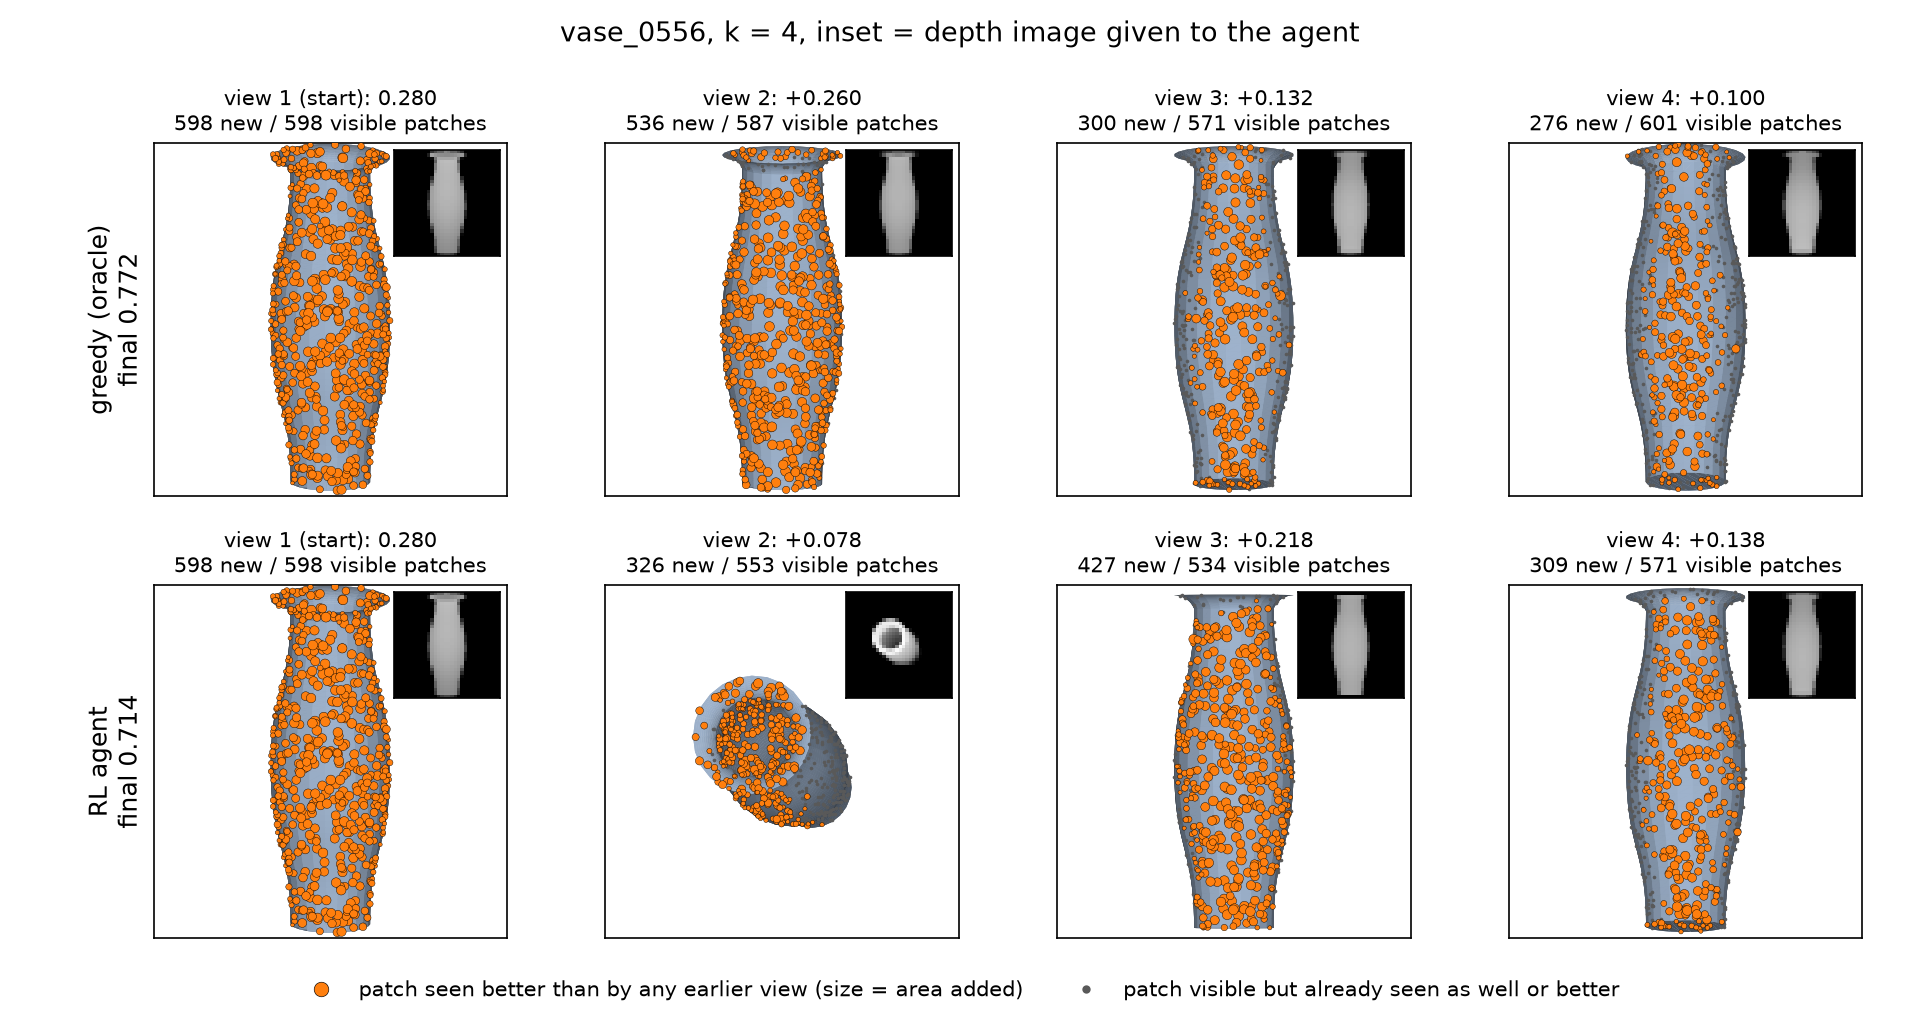 vase_0556, k = 4, inset = depth image given to the agent
view 1 (start): 0.280
598 new / 598 visible patches
view 2: +0.260
536 new / 587 visible patches
view 3: +0.132
300 new / 571 visible patches
view 4: +0.100
276 new / 601 visible patches
greedy (oracle)
final 0.772
view 1 (start): 0.280
598 new / 598 visible patches
view 2: +0.078
326 new / 553 visible patches
view 3: +0.218
427 new / 534 visible patches
view 4: +0.138
309 new / 571 visible patches
RL agent
final 0.714
patch seen better than by any earlier view (size = area added)
patch visible but already seen as well or better